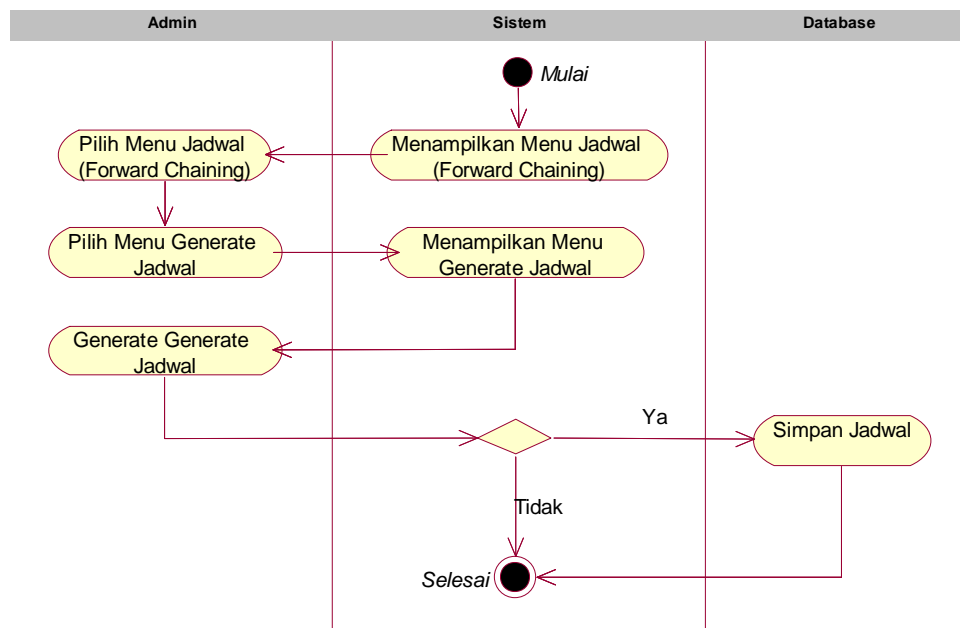 Admin
Sistem
Database
Mulai
Pilih Menu Jadwal
(Forward Chaining)
Menampilkan Menu Jadwal
(Forward Chaining)
Pilih Menu Generate
Jadwal
Menampilkan Menu
Generate Jadwal
Generate Generate
Jadwal
Ya
Simpan Jadwal
Tidak
Selesai